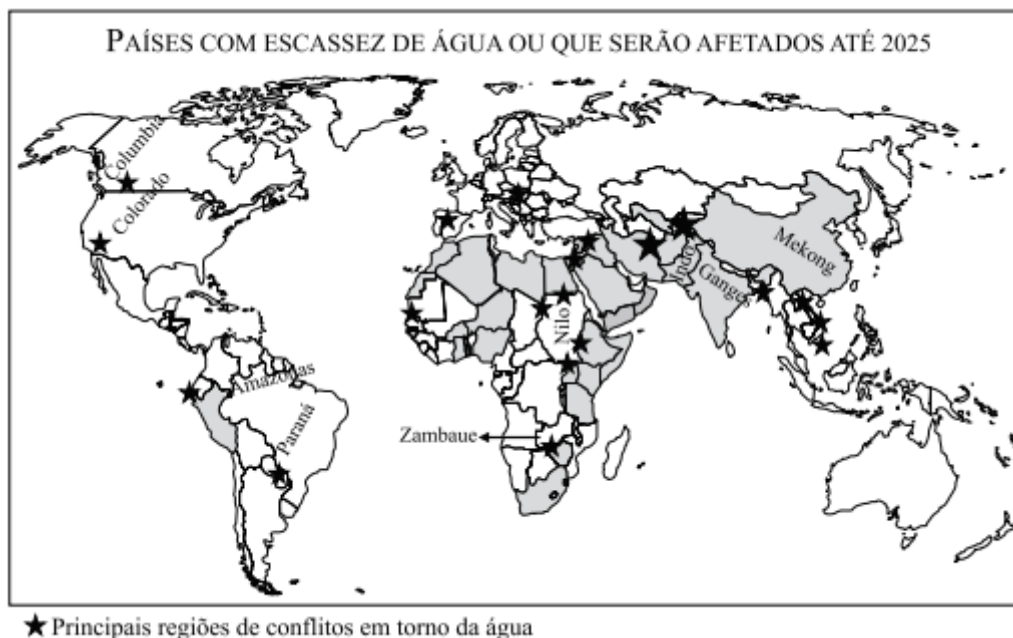 PAÍSES COM ESCASSEZ DE ÁGUA OU QUE SERÃO AFETADOS ATÉ 2025
Columbia
Colorado
Mekong
Indo
Ganges
Nilo
Amazonas
Paraná
Zambaue
★ Principais regiões de conflitos em torno da água